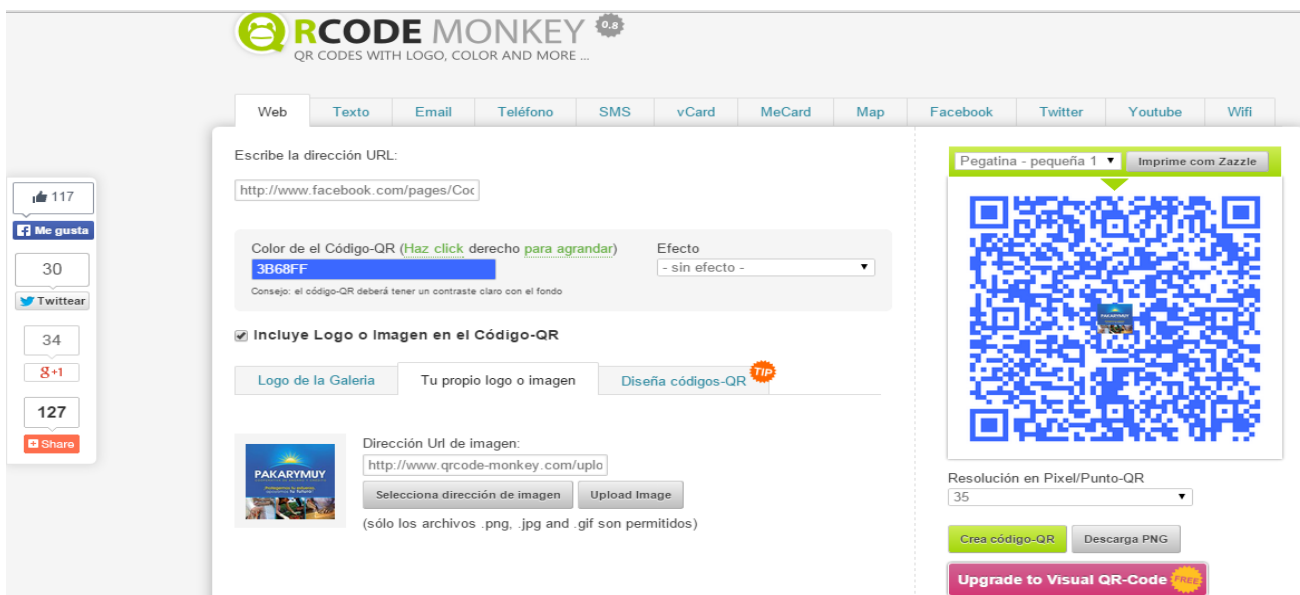 RCODE MONKEY 0.8
QR CODES WITH LOGO, COLOR AND MORE ...
Web Texto Email Teléfono SMS vCard MeCard Map Facebook Twitter Youtube Wifi
Escribe la dirección URL:
http://www.facebook.com/pages/Coo
Color de el Código-QR (Haz click derecho para agrandar)
3B68FF
Consejo: el código-QR deberá tener un contraste claro con el fondo
Efecto
- sin efecto -
Incluye Logo o Imagen en el Código-QR
Logo de la Galeria Tu propio logo o imagen Diseña códigos-QR TIP
PAKARYMUY
Dirección Url de imagen:
http://www.qrcode-monkey.com/uplo
Selecciona dirección de imagen Upload Image
(sólo los archivos .png, .jpg and .gif son permitidos)
117
Me gusta
30
Twittear
34
g+1
127
Share
Pegatina - pequeña 1 Imprime com Zazzle
PAKARYMUY
Resolución en Pixel/Punto-QR
35
Crea código-QR Descarga PNG
Upgrade to Visual QR-Code FREE